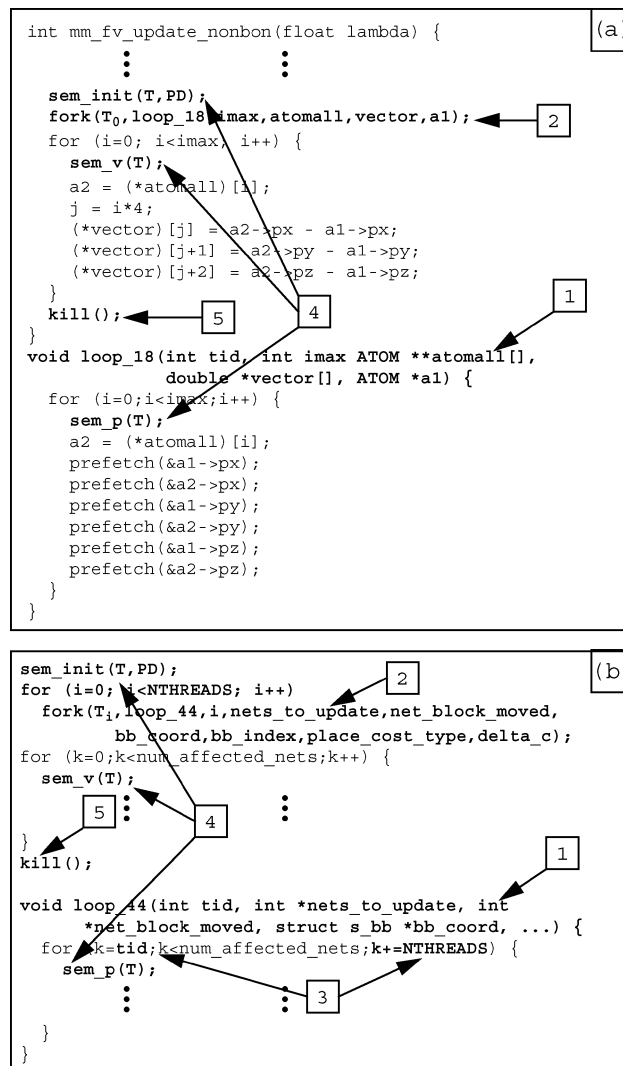 int mm_fv_update_nonbon(float lambda) {
(a)
sem_init(T,PD);
fork(T0,loop_18,imax,atomall,vector,a1);
2
for (i=0; i<imax; i++) {
sem_v(T);
a2 = (*atomall)[i];
j = i*4;
(*vector)[j] = a2->px - a1->px;
(*vector)[j+1] = a2->py - a1->py;
(*vector)[j+2] = a2->pz - a1->pz;
}
1
kill();
5
4
}
void loop_18(int tid, int imax ATOM **atomall[],
double *vector[], ATOM *a1) {
for (i=0;i<imax;i++) {
sem_p(T);
a2 = (*atomall)[i];
prefetch(&a1->px);
prefetch(&a2->px);
prefetch(&a1->py);
prefetch(&a2->py);
prefetch(&a1->pz);
prefetch(&a2->pz);
}
}
(b
sem_init(T,PD);
for (i=0; i<NTHREADS; i++)
2
fork(Ti,loop_44,i,nets_to_update,net_block_moved,
bb_coord,bb_index,place_cost_type,delta_c);
for (k=0;k<num_affected_nets;k++) {
sem_v(T);
5
4
}
kill();
1
void loop_44(int tid, int *nets_to_update, int
*net_block_moved, struct s_bb *bb_coord, ...) {
for (k=tid;k<num_affected_nets;k+=NTHREADS) {
sem_p(T);
3
}
}